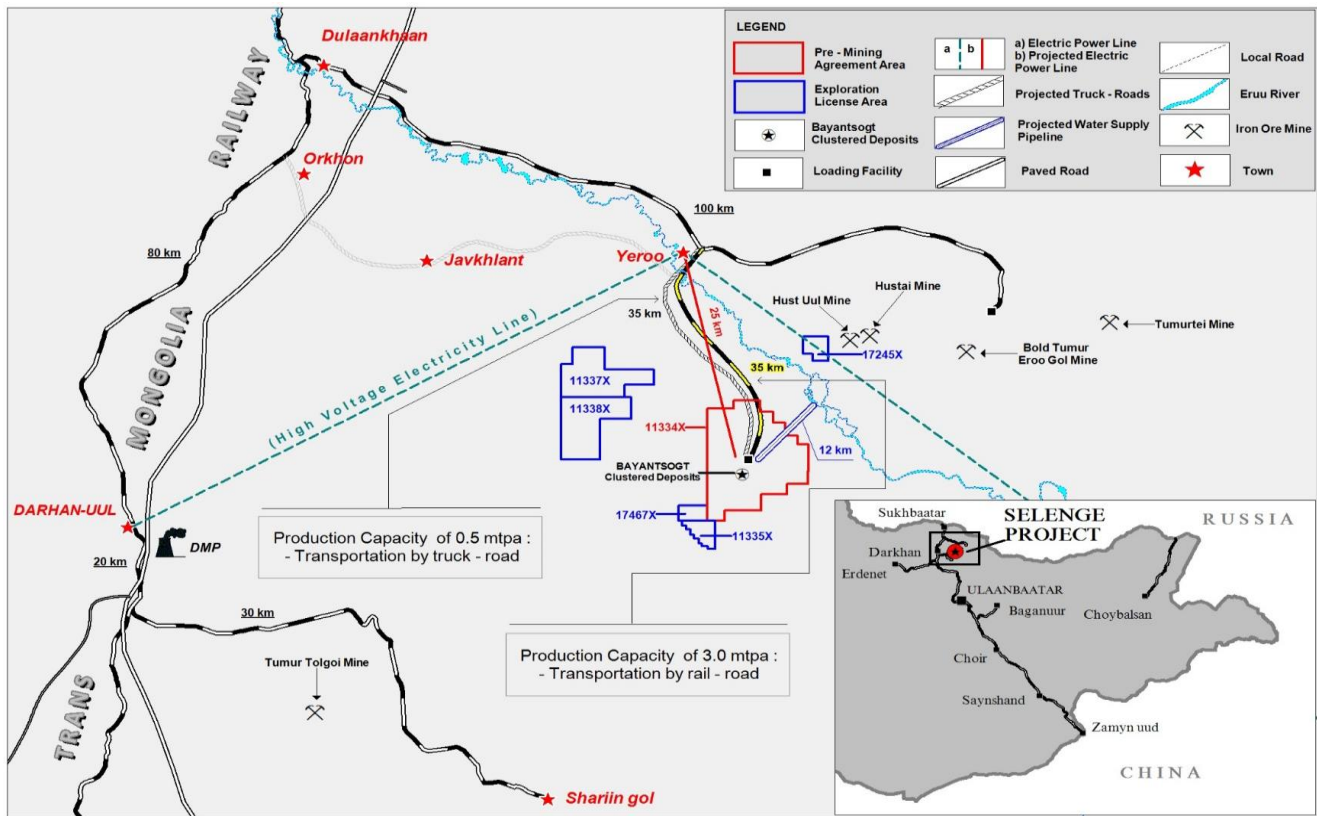 LEGEND
Pre - Mining
Agreement Area
Exploration
License Area
Bayantsogt
Clustered Deposits
Loading Facility
a b
a) Electric Power Line
b) Projected Electric
Power Line
Projected Truck - Roads
Projected Water Supply
Pipeline
Paved Road
Local Road
Eruu River
Iron Ore Mine
Town
Dulaankhaan
RAILWAY
Orkhon
100 km
80 km
Javkhlant
Yeroo
MONGOLIA
(High Voltage Electricity Line)
35 km
25 km
Hust Uul Mine
Hustai Mine
Tumurtei Mine
Bold Tumur
Eroo Gol Mine
17245X
35 km
11337X
11338X
11334X
12 km
BAYANTSOGT
Clustered Deposits
17467X
11335X
DARHAN-UUL
DMP
20 km
Production Capacity of 0.5 mtpa :
- Transportation by truck - road
30 km
Production Capacity of 3.0 mtpa :
- Transportation by rail - road
Tumur Tolgoi Mine
TRANS
Shariin gol
Sukhbaatar
SELENGE
PROJECT
RUSSIA
Darkhan
Erdenet
ULAANBAATAR
Baganuur
Choybalsan
Choir
Saynshand
Zamyn uud
CHINA